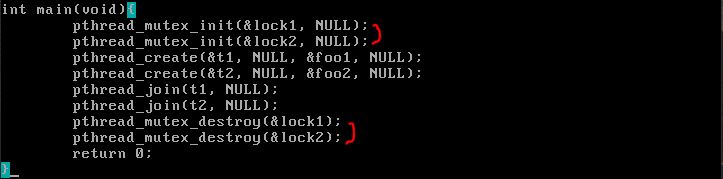 int main(void){
pthread_mutex_init(&lock1, NULL);
pthread_mutex_init(&lock2, NULL);
pthread_create(&t1, NULL, &foo1, NULL);
pthread_create(&t2, NULL, &foo2, NULL);
pthread_join(t1, NULL);
pthread_join(t2, NULL);
pthread_mutex_destroy(&lock1);
pthread_mutex_destroy(&lock2);
return 0;
}